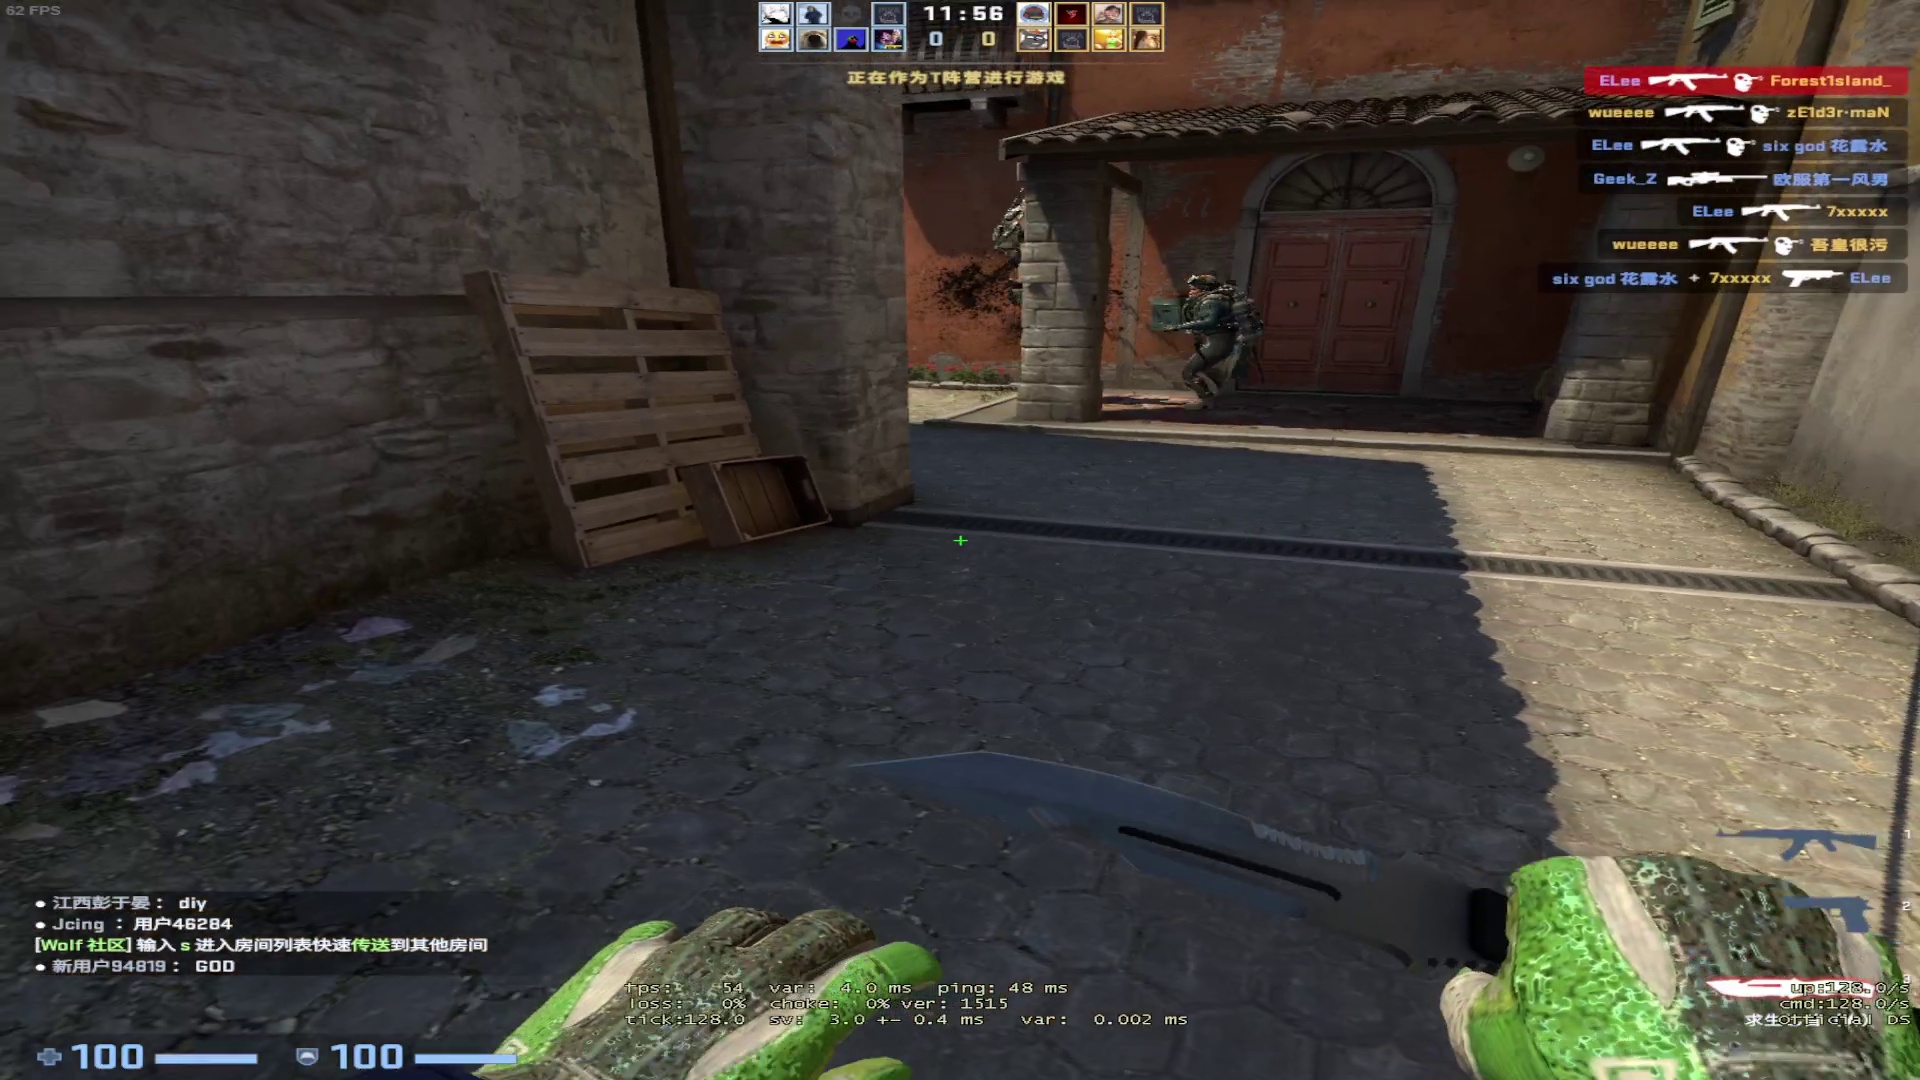 62 FPS
11:56
0 0
正在作为T阵营进行游戏
ELee Forest1sland_
wueeee zE1d3r·maN
ELee six god 花露水
Geek_Z 欧服第一风男
ELee 7xxxxx
wueeee 吾皇很污
six god 花露水 + 7xxxxx ELee
1
2
3
● 江西彭于晏： diy
● Jcing ： 用户46284
[Wolf 社区] 输入 s 进入房间列表快速传送到其他房间
● 新用户94819： GOD
fps: 54 var: 4.0 ms ping: 48 ms
loss: 0% choke: 0% ver: 1515
tick:128.0 sv: 3.0 +- 0.4 ms var: 0.002 ms
up:128.0/s
cmd:128.0/s
official DS
100 100